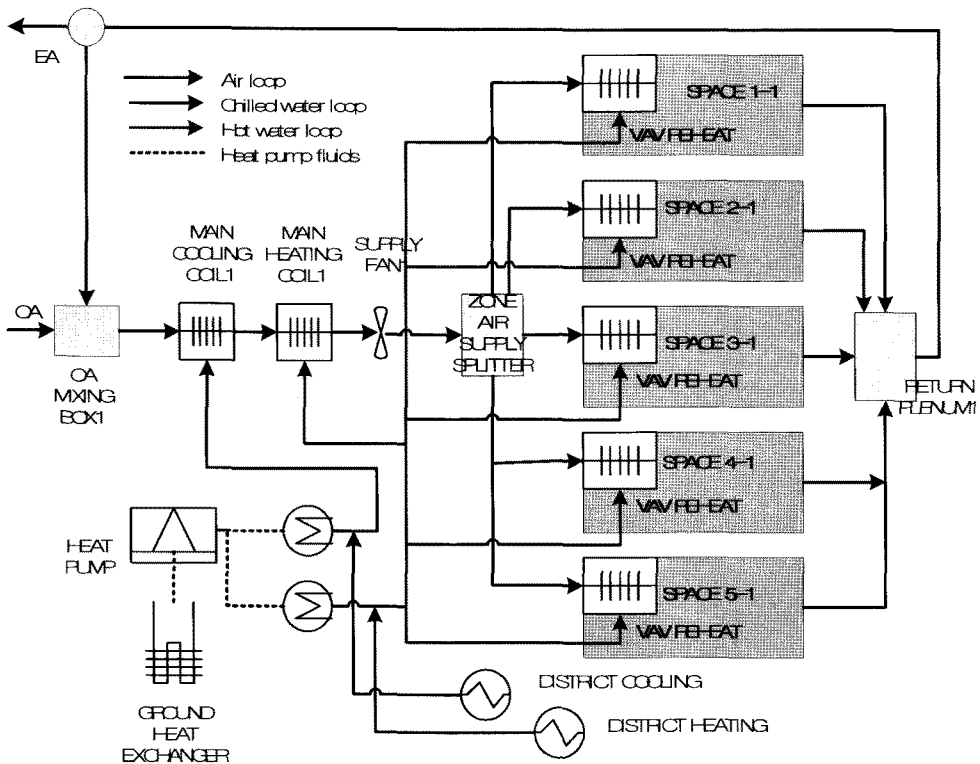 EA
Air loop
Chilled water loop
Hot water loop
Heat pump fluids
SPACE 1-1
VAV REHEAT
SPACE 2-1
VAV REHEAT
MAIN
COOLING
COIL1
MAIN
HEATING
COIL1
SUPPLY
FAN1
OA
OA
MIXING
BOX1
ZONE
AIR
SUPPLY
SPLITTER
SPACE 3-1
VAV REHEAT
RETURN
PLENUM1
SPACE 4-1
VAV REHEAT
HEAT
PUMP
SPACE 5-1
VAV REHEAT
DISTRICT COOLING
DISTRICT HEATING
GROUND
HEAT
EXCHANGER